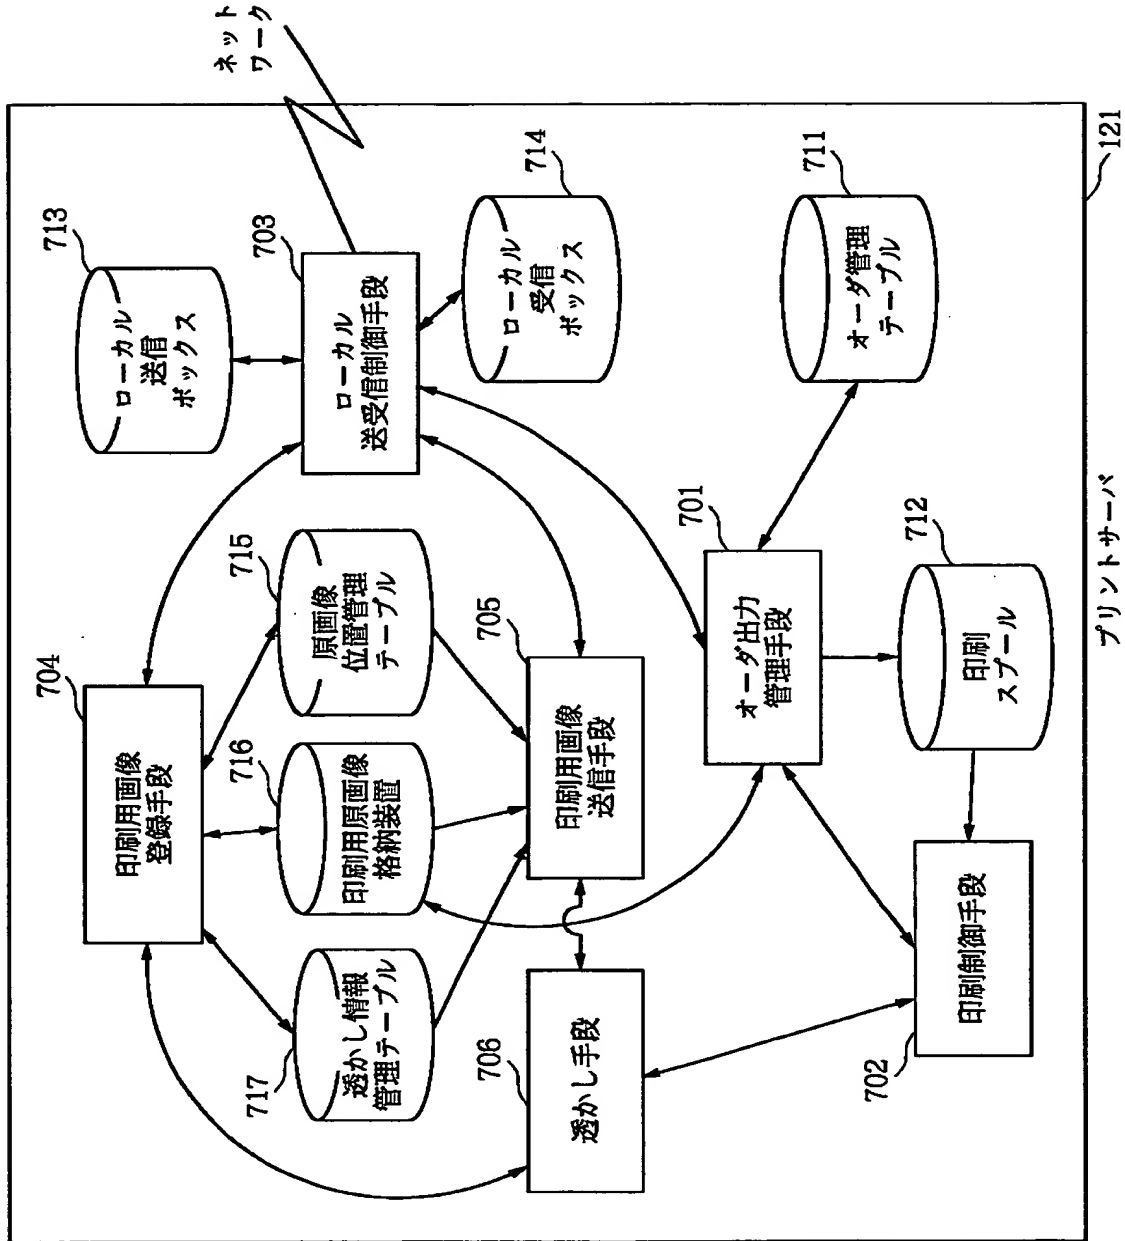 ネット
ワーク
713
ローカル
送信
ボックス
703
ローカル
送受信制御手段
714
ローカル
受信
ボックス
711
オーダ管理
テーブル
704
印刷用画像
登録手段
715
原画像
位置管理
テーブル
716
印刷用原画像
格納装置
717
透かし情報
管理テーブル
705
印刷用画像
送信手段
701
オーダ出力
管理手段
712
印刷
スプール
706
透かし手段
702
印刷制御手段
121
プリントサーバ